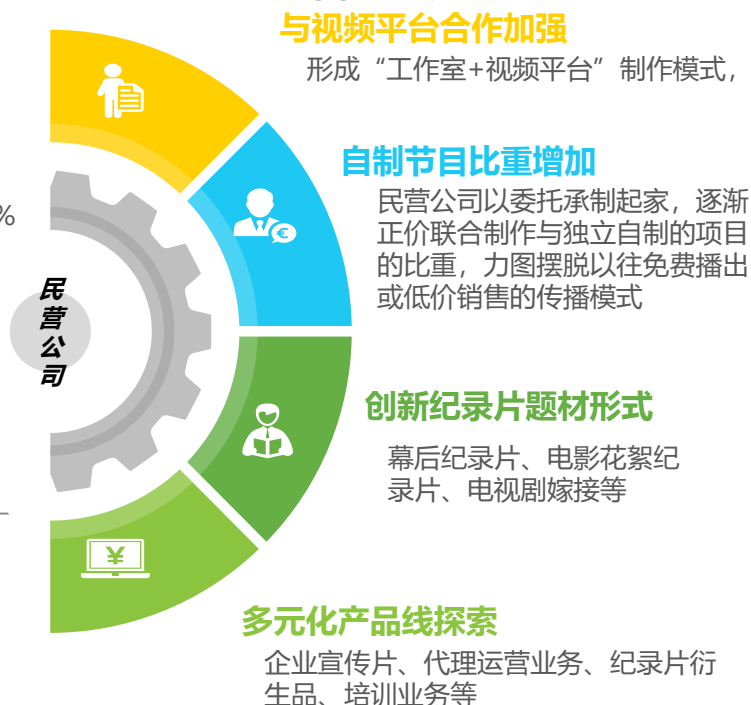 与视频平台合作加强
形成“工作室+视频平台”制作模式，
自制节目比重增加
民营公司以委托承制起家，逐渐
正价联合制作与独立自制的项目
的比重，力图摆脱以往免费播出
或低价销售的传播模式
%
民
营
公
司
€
创新纪录片题材形式
幕后纪录片、电影花絮纪
录片、电视剧嫁接等
¥
多元化产品线探索
企业宣传片、代理运营业务、纪录片衍
生品、培训业务等